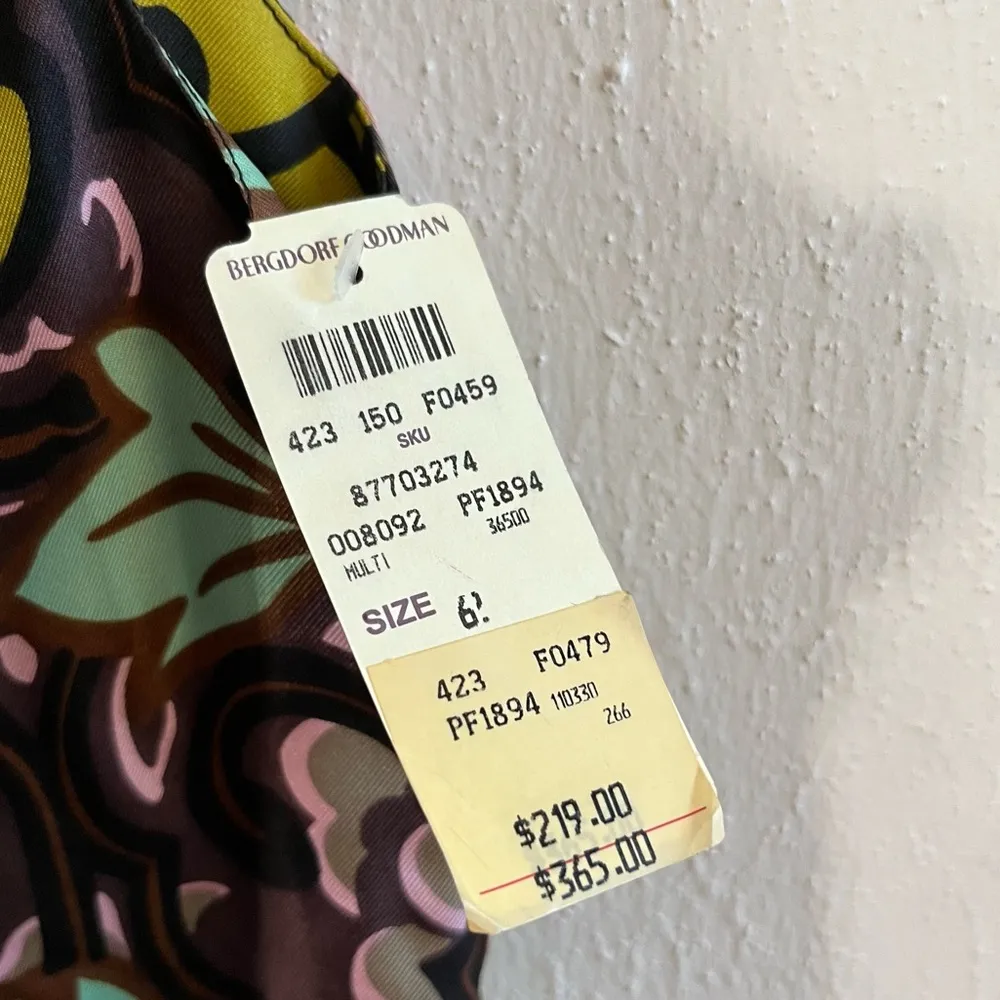 BERGDORF GOODMAN
423 150 F0459
SKU
87703274
008092 PF1894
MULTI 36500
SIZE 6
423 F0479
PF1894 110330
266
$219.00
$365.00